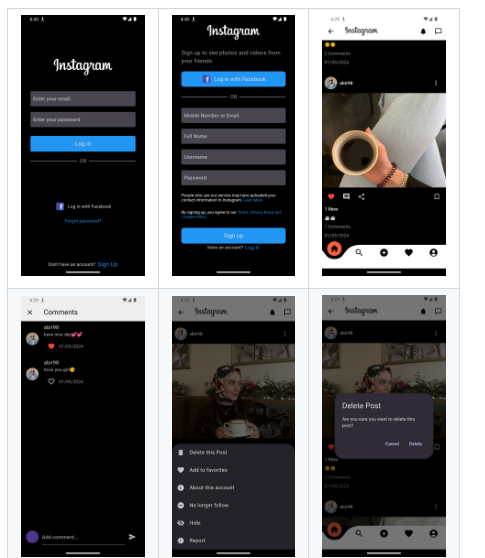 Instagram
Enter your email
Enter your password
Log in
OR
Log in with Facebook
Forgot password?
Don't have an account? Sign Up
Instagram
Sign up to see photos and videos from
your friends.
Log in with Facebook
OR
Mobile Number or Email
Full Name
Username
Password
People who use our service may have uploaded your
contact information to Instagram. Learn More
By signing up, you agree to our Terms, Privacy Policy and
Cookies Policy.
Sign up
Have an account? Log in
Instagram
2 Comments
01/05/2024
abir98
1 likes
1 Comments
01/05/2024
6:39
Comments
abir98
have nice day
01/05/2024
abir98
miss you girl
01/05/2024
Add comment...
6:39
Instagram
abir98
Delete this Post
Add to favorites
About this account
No longer follow
Hide
Report
6:39
Instagram
abir98
Delete Post
Are you sure you want to delete this
post?
Cancel
Delete
1 likes
2 Comments
01/05/2024
abir98